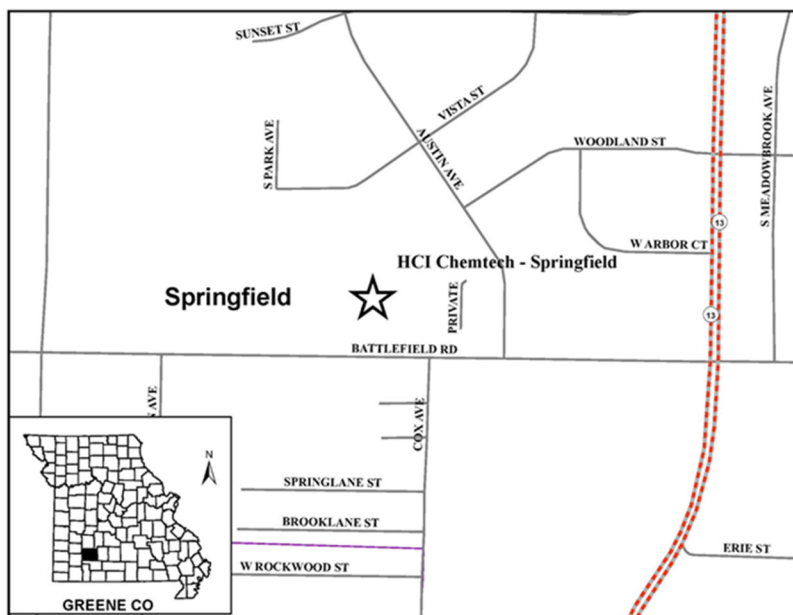 SUNSET ST
VISTA ST
S PARK AVE
AUSTIN AVE
WOODLAND ST
S MEADOWBROOK AVE
13
W ARBOR CT
HCI Chemtech - Springfield
Springfield
PRIVATE
13
BATTLEFIELD RD
COX AVE
N
SPRINGLANE ST
BROOKLANE ST
ERIE ST
W ROCKWOOD ST
GREENE CO